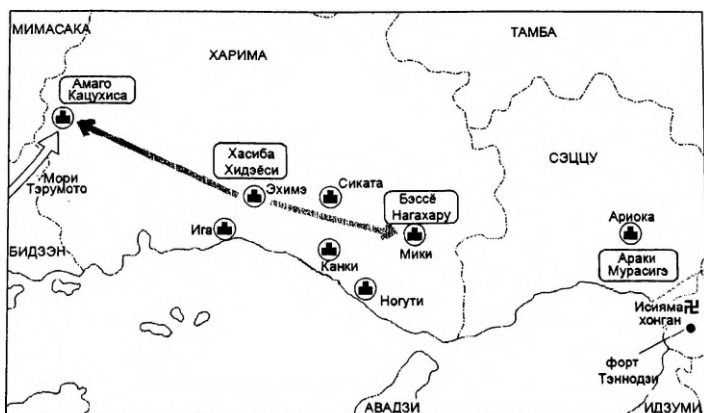 МИМАСАКА
ТАМБА
ХАРИМА
Амаго
Кацухиса
Хасиба
Хидэёси
СЭЦЦУ
Мори
Тэрумото
Эхимэ
Сиката
Бэссё
Нагахару
Ариока
Ига
Мики
БИДЗЭН
Канки
Араки
Мурасигэ
Ногути
Исияма
хонган
форт
Тэннодзи
АВАДЗИ
ИДЗУМИ